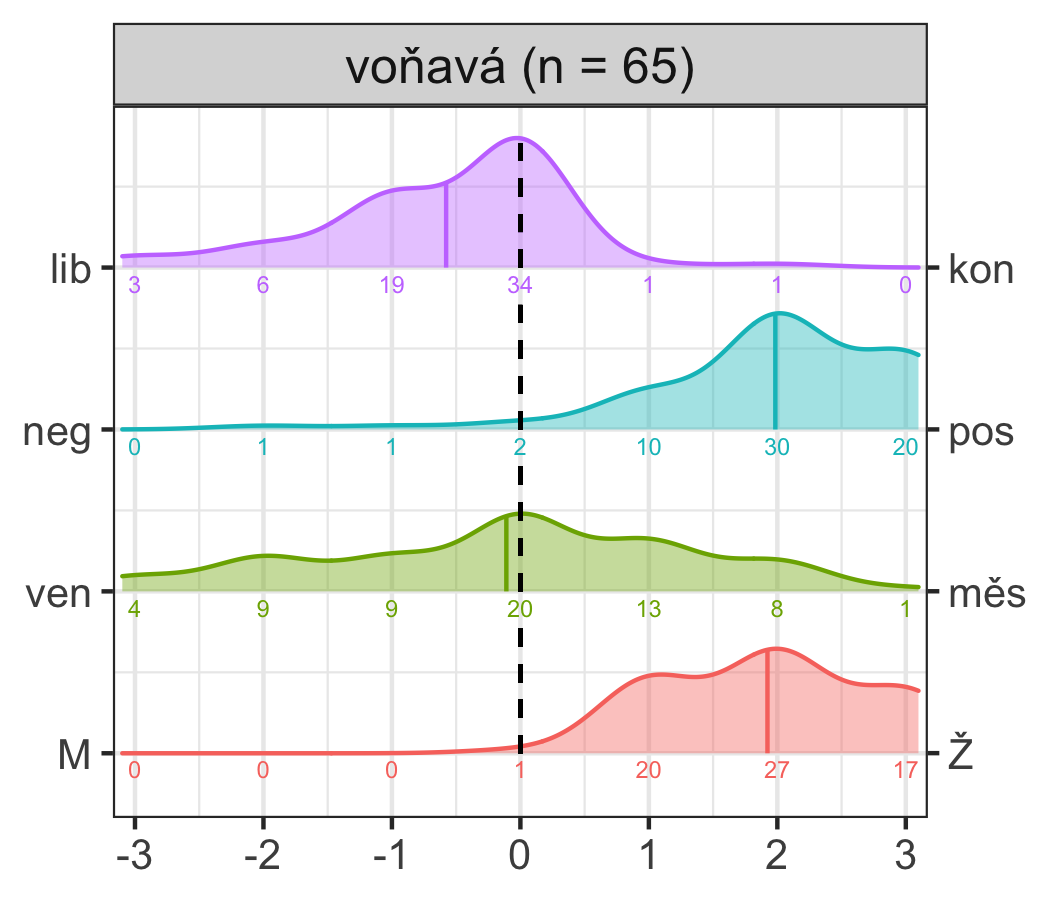 voňavá (n = 65)
lib kon
3 6 19 34 1 1 0
neg pos
0 1 1 2 10 30 20
ven měs
4 9 9 20 13 8 1
M Ž
0 0 0 1 20 27 17
-3 -2 -1 0 1 2 3